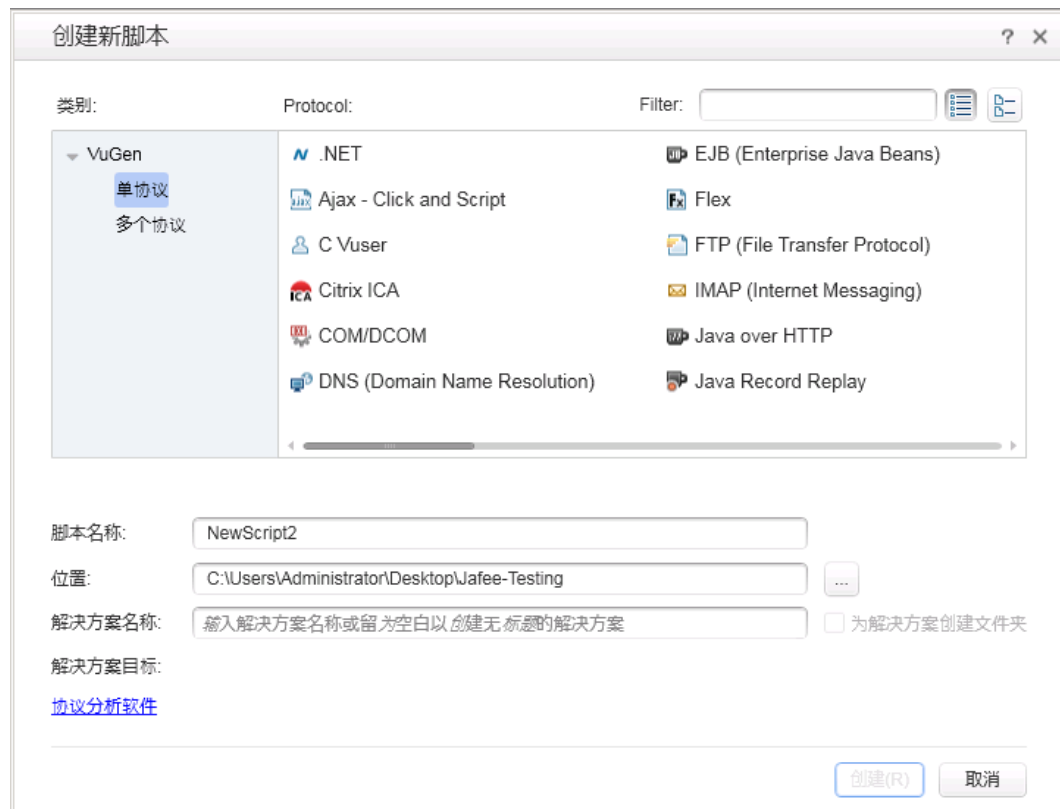 创建新脚本
类别:
Protocol:
Filter:
VuGen
单协议
多个协议
.NET
Ajax - Click and Script
C Vuser
Citrix ICA
COM/DCOM
DNS (Domain Name Resolution)
EJB (Enterprise Java Beans)
Flex
FTP (File Transfer Protocol)
IMAP (Internet Messaging)
Java over HTTP
Java Record Replay
脚本名称: NewScript2
位置: C:\Users\Administrator\Desktop\Jafee-Testing ...
解决方案名称: 输入解决方案名称或留为空白以创建无标题的解决方案 为解决方案创建文件夹
解决方案目标:
协议分析软件
创建(R) 取消